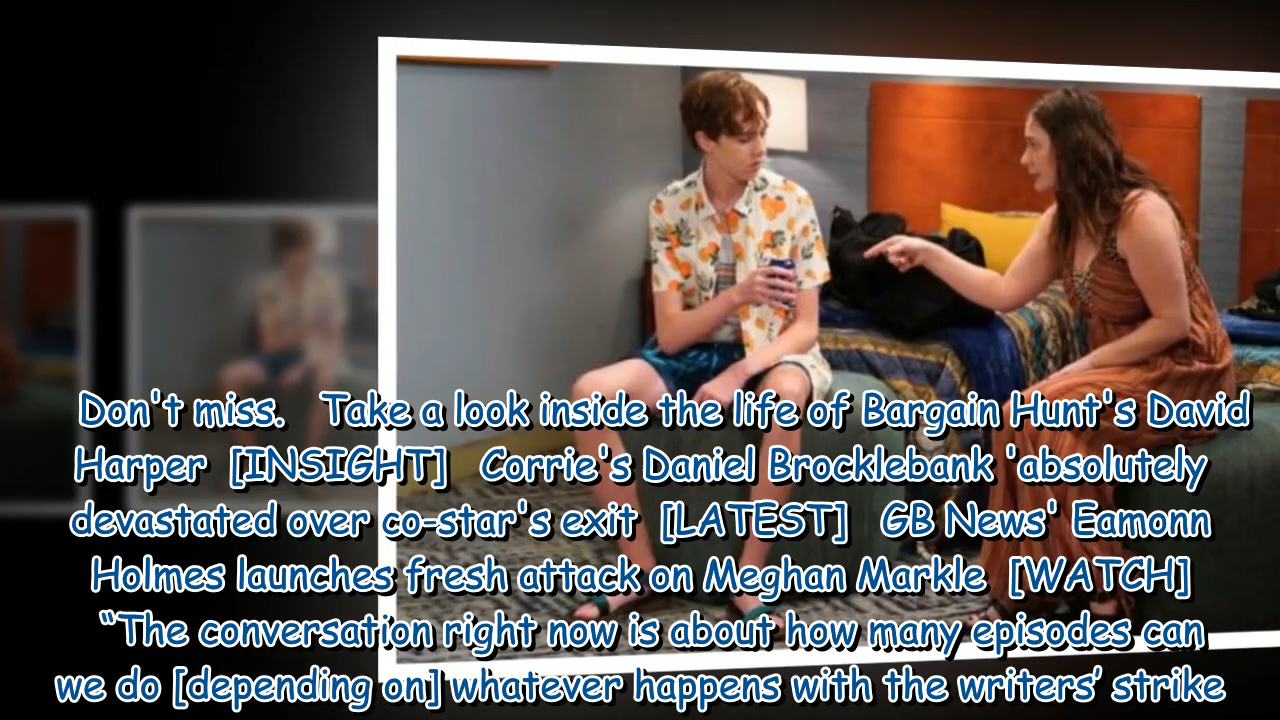 Don't miss. Take a look inside the life of Bargain Hunt's David
Harper [INSIGHT] Corrie's Daniel Brocklebank 'absolutely
devastated over co-star's exit [LATEST] GB News' Eamonn
Holmes launches fresh attack on Meghan Markle [WATCH]
“The conversation right now is about how many episodes can
we do [depending on] whatever happens with the writers’ strike